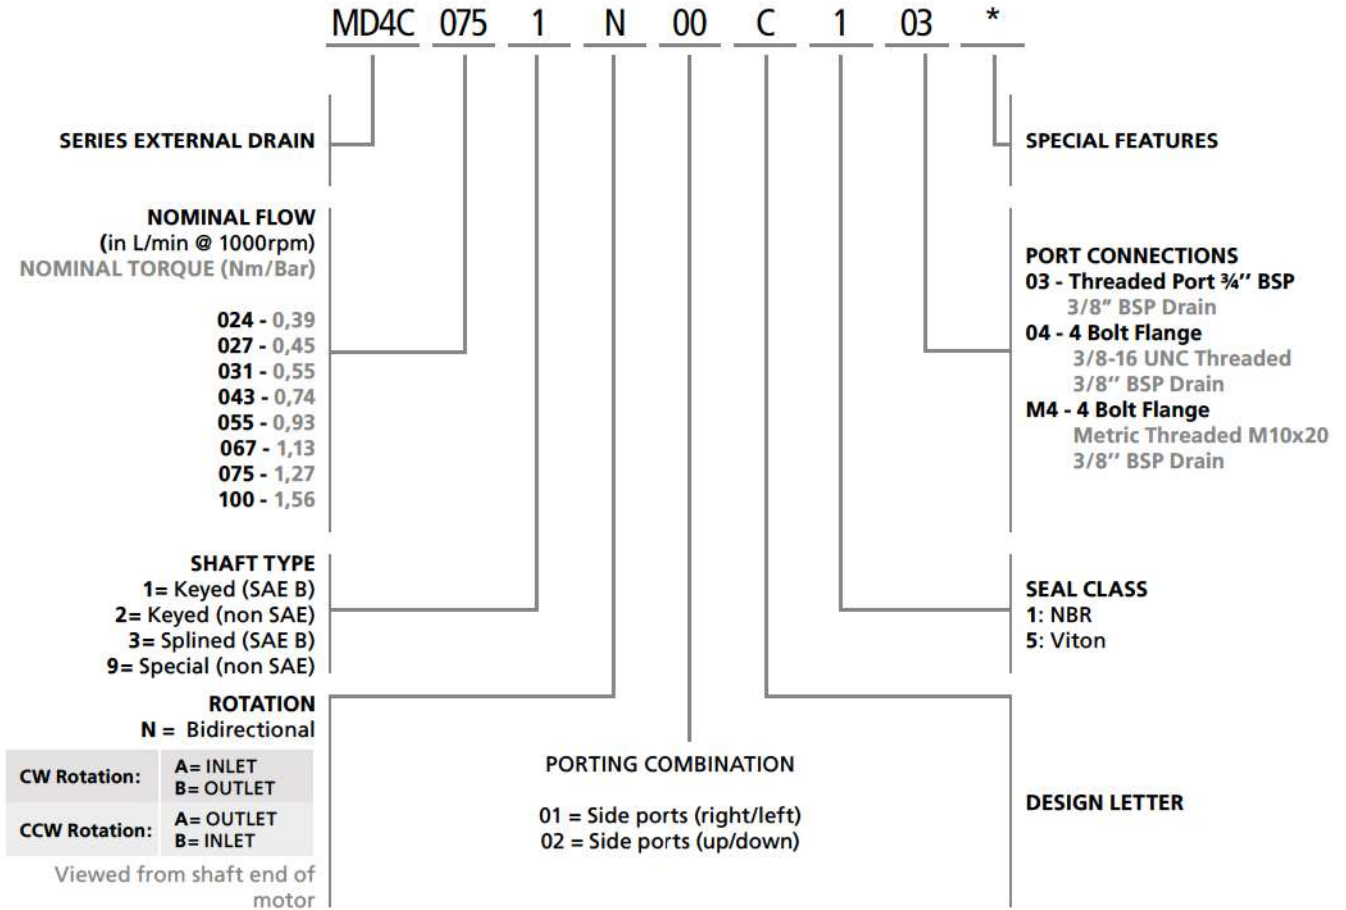 MD4C 075 1 N 00 C 1 03 *
SERIES EXTERNAL DRAIN
NOMINAL FLOW
(in L/min @ 1000rpm)
NOMINAL TORQUE (Nm/Bar)
024 - 0,39
027 - 0,45
031 - 0,55
043 - 0,74
055 - 0,93
067 - 1,13
075 - 1,27
100 - 1,56
SHAFT TYPE
1= Keyed (SAE B)
2= Keyed (non SAE)
3= Splined (SAE B)
9= Special (non SAE)
ROTATION
N = Bidirectional
CW Rotation:
A= INLET
B= OUTLET
CCW Rotation:
A= OUTLET
B= INLET
Viewed from shaft end of
motor
PORTING COMBINATION
01 = Side ports (right/left)
02 = Side ports (up/down)
SPECIAL FEATURES
PORT CONNECTIONS
03 - Threaded Port ¾’’ BSP
3/8” BSP Drain
04 - 4 Bolt Flange
3/8-16 UNC Threaded
3/8’’ BSP Drain
M4 - 4 Bolt Flange
Metric Threaded M10x20
3/8’’ BSP Drain
SEAL CLASS
1: NBR
5: Viton
DESIGN LETTER